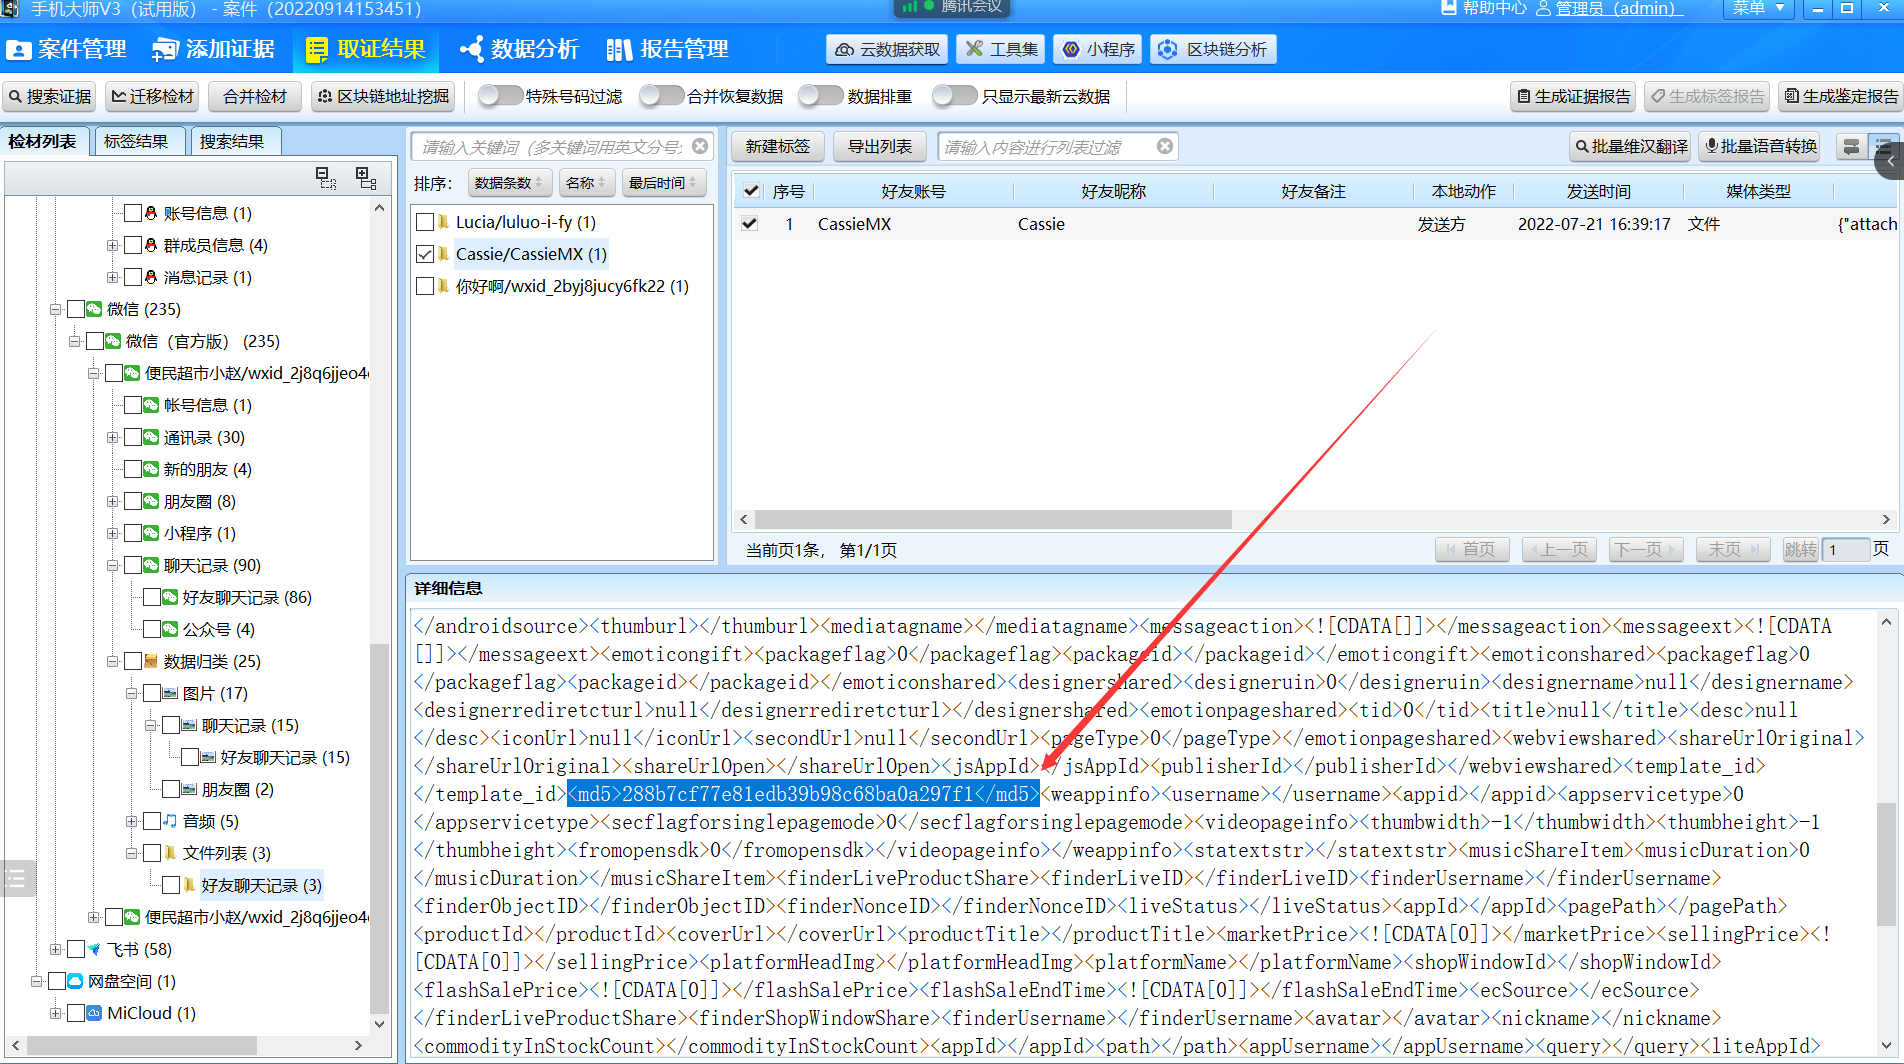 手机大师V3（试用版） - 案件（20220914153451）
腾讯会议
帮助中心
管理员（admin）
菜单
案件管理
添加证据
取证结果
数据分析
报告管理
云数据获取
工具集
小程序
区块链分析
搜索证据
迁移检材
合并检材
区块链地址挖掘
特殊号码过滤
合并恢复数据
数据排重
只显示最新云数据
生成证据报告
生成标签报告
生成鉴定报告
检材列表
标签结果
搜索结果
账号信息 (1)
群成员信息 (4)
消息记录 (1)
微信 (235)
微信（官方版） (235)
便民超市小赵/wxid_2j8q6jjeo4
帐号信息 (1)
通讯录 (30)
新的朋友 (4)
朋友圈 (8)
小程序 (1)
聊天记录 (90)
好友聊天记录 (86)
公众号 (4)
数据归类 (25)
图片 (17)
聊天记录 (15)
好友聊天记录 (15)
朋友圈 (2)
音频 (5)
文件列表 (3)
好友聊天记录 (3)
便民超市小赵/wxid_2j8q6jjeo4
飞书 (58)
网盘空间 (1)
MiCloud (1)
请输入关键词（多关键词用英文分号
排序：
数据条数
名称
最后时间
Lucia/luluo-i-fy (1)
Cassie/CassieMX (1)
你好啊/wxid_2byj8jucy6fk22 (1)
新建标签
导出列表
请输入内容进行列表过滤
批量维汉翻译
批量语音转换
序号 好友账号 好友昵称 好友备注 本地动作 发送时间 媒体类型
1 CassieMX Cassie 发送方 2022-07-21 16:39:17 文件 {"attach
当前页1条， 第1/1页
首页
上一页
下一页
末页
跳转
1
页
详细信息
</androidsource><thumburl></thumburl><mediatagname></mediatagname><messageaction><![CDATA[]]></messageaction><messageext><![CDATA
[]]></messageext><emoticongift><packageflag>0</packageflag><packageid></packageid></emoticongift><emoticonshared><packageflag>0
</packageflag><packageid></packageid></emoticonshared><designershared><designeruin>0</designeruin><designername>null</designername>
<designerrediretcturl>null</designerrediretcturl></designershared><emotionpageshared><tid>0</tid><title>null</title><desc>null
</desc><iconUrl>null</iconUrl><secondUrl>null</secondUrl><pageType>0</pageType></emotionpageshared><webviewshared><shareUrlOriginal>
</shareUrlOriginal><shareUrlOpen></shareUrlOpen><jsAppId></jsAppId><publisherId></publisherId></webviewshared><template_id>
</template_id><md5>288b7cf77e81edb39b98c68ba0a297f1</md5><weappinfo><username></username><appid></appid><appservicetype>0
</appservicetype><secflagforsinglepagemode>0</secflagforsinglepagemode><videopageinfo><thumbwidth>-1</thumbwidth><thumbheight>-1
</thumbheight><fromopensdk>0</fromopensdk></videopageinfo></weappinfo><statextstr></statextstr><musicShareItem><musicDuration>0
</musicDuration></musicShareItem><finderLiveProductShare><finderLiveID></finderLiveID><finderUsername></finderUsername>
<finderObjectID></finderObjectID><finderNonceID></finderNonceID><liveStatus></liveStatus><appId></appId><pagePath></pagePath>
<productId></productId><coverUrl></coverUrl><productTitle></productTitle><marketPrice><![CDATA[0]]></marketPrice><sellingPrice><!
[CDATA[0]]></sellingPrice><platformHeadImg></platformHeadImg><platformName></platformName><shopWindowId></shopWindowId>
<flashSalePrice><![CDATA[0]]></flashSalePrice><flashSaleEndTime><![CDATA[0]]></flashSaleEndTime><ecSource></ecSource>
</finderLiveProductShare><finderShopWindowShare><finderUsername></finderUsername><avatar></avatar><nickname></nickname>
<commodityInStockCount></commodityInStockCount><appId></appId><path></path><appUsername></appUsername><query></query><liteAppId>